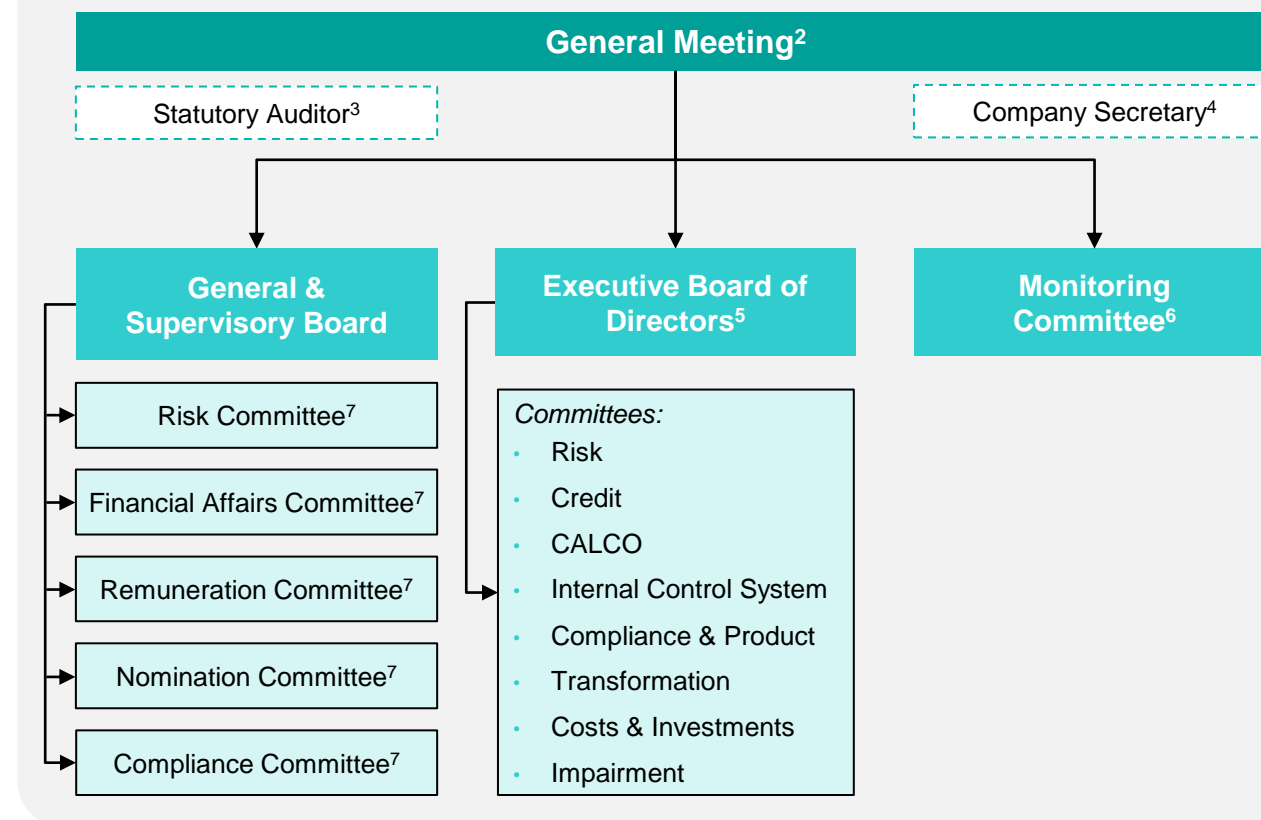 General Meeting²
Statutory Auditor³
Company Secretary⁴
General &
Supervisory Board
Executive Board of
Directors⁵
Monitoring
Committee⁶
Risk Committee⁷
Financial Affairs Committee⁷
Remuneration Committee⁷
Nomination Committee⁷
Compliance Committee⁷
Committees:
• Risk
• Credit
• CALCO
• Internal Control System
• Compliance & Product
• Transformation
• Costs & Investments
• Impairment